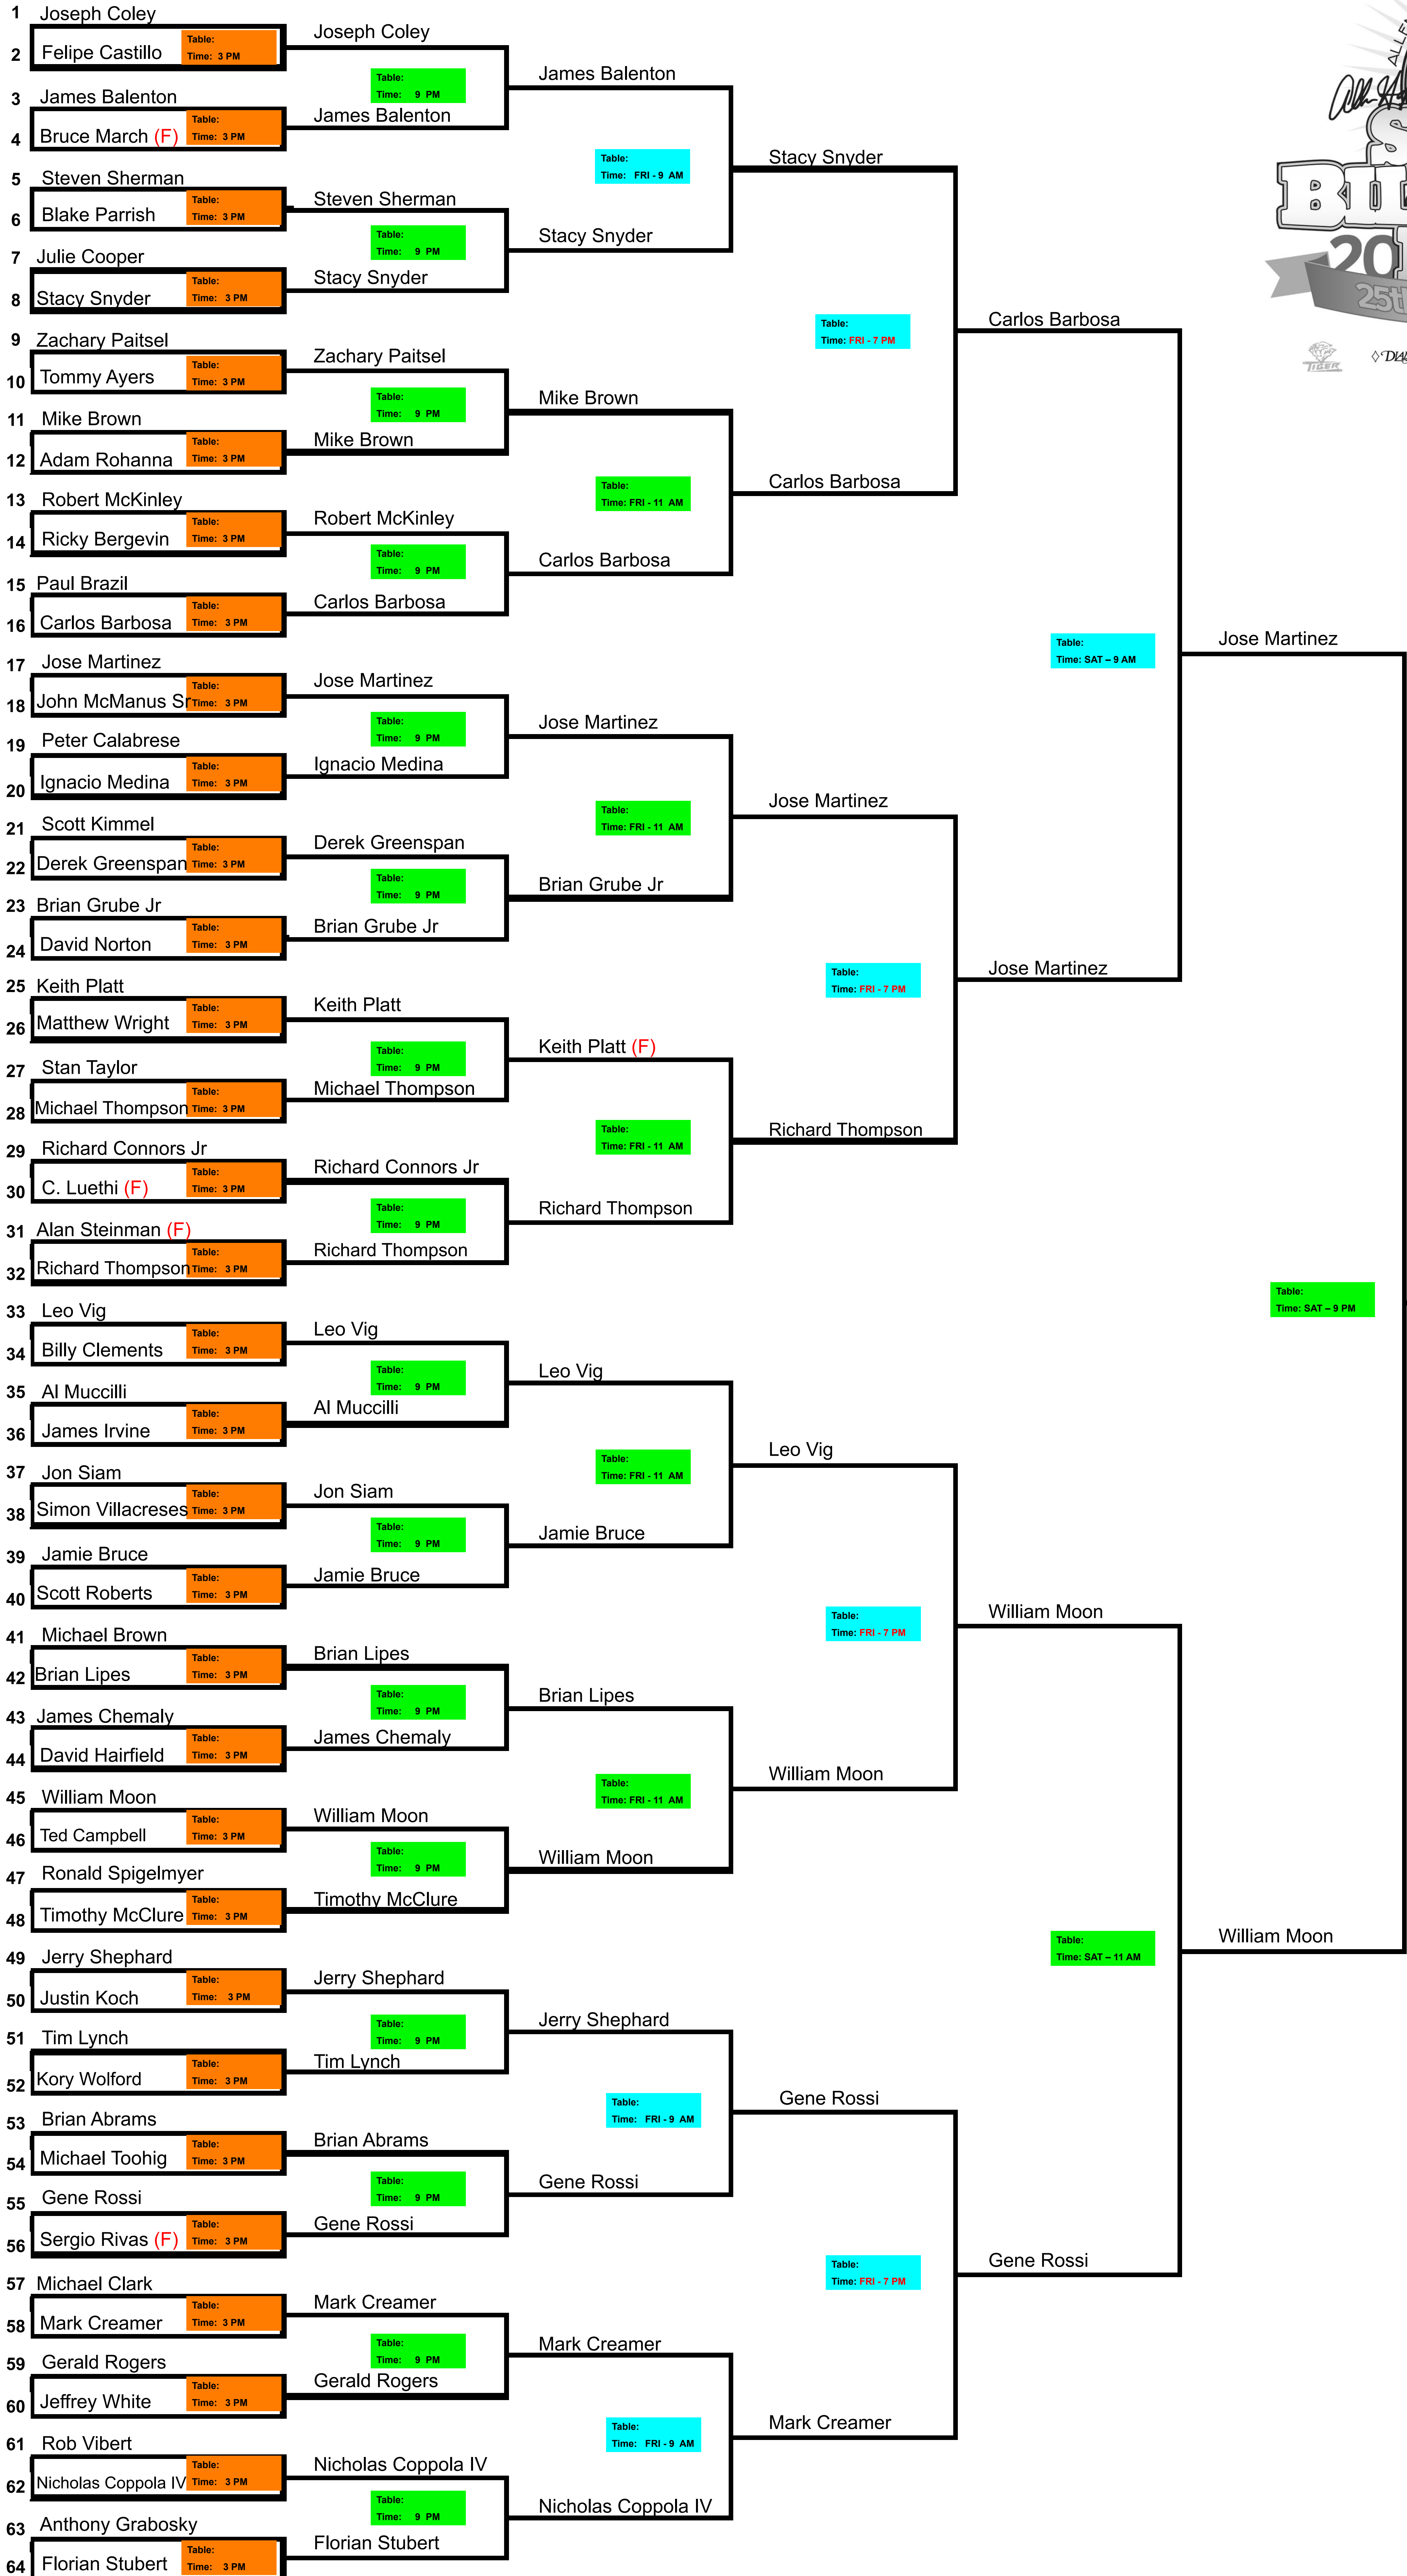 1 Joseph Coley
2 Felipe Castillo
Table:
Time: 3 PM
3 James Balenton
4 Bruce March (F)
Table:
Time: 3 PM
5 Steven Sherman
6 Blake Parrish
Table:
Time: 3 PM
7 Julie Cooper
8 Stacy Snyder
Table:
Time: 3 PM
9 Zachary Paitsel
10 Tommy Ayers
Table:
Time: 3 PM
11 Mike Brown
12 Adam Rohanna
Table:
Time: 3 PM
13 Robert McKinley
14 Ricky Bergevin
Table:
Time: 3 PM
15 Paul Brazil
16 Carlos Barbosa
Table:
Time: 3 PM
17 Jose Martinez
18 John McManus Sr
Table:
Time: 3 PM
19 Peter Calabrese
20 Ignacio Medina
Table:
Time: 3 PM
21 Scott Kimmel
22 Derek Greenspan
Table:
Time: 3 PM
23 Brian Grube Jr
24 David Norton
Table:
Time: 3 PM
25 Keith Platt
26 Matthew Wright
Table:
Time: 3 PM
27 Stan Taylor
28 Michael Thompson
Table:
Time: 3 PM
29 Richard Connors Jr
30 C. Luethi (F)
Table:
Time: 3 PM
31 Alan Steinman (F)
32 Richard Thompson
Table:
Time: 3 PM
33 Leo Vig
34 Billy Clements
Table:
Time: 3 PM
35 Al Muccilli
36 James Irvine
Table:
Time: 3 PM
37 Jon Siam
38 Simon Villacreses
Table:
Time: 3 PM
39 Jamie Bruce
40 Scott Roberts
Table:
Time: 3 PM
41 Michael Brown
42 Brian Lipes
Table:
Time: 3 PM
43 James Chemaly
44 David Hairfield
Table:
Time: 3 PM
45 William Moon
46 Ted Campbell
Table:
Time: 3 PM
47 Ronald Spigelmyer
48 Timothy McClure
Table:
Time: 3 PM
49 Jerry Shephard
50 Justin Koch
Table:
Time: 3 PM
51 Tim Lynch
52 Kory Wolford
Table:
Time: 3 PM
53 Brian Abrams
54 Michael Toohig
Table:
Time: 3 PM
55 Gene Rossi
56 Sergio Rivas (F)
Table:
Time: 3 PM
57 Michael Clark
58 Mark Creamer
Table:
Time: 3 PM
59 Gerald Rogers
60 Jeffrey White
Table:
Time: 3 PM
61 Rob Vibert
62 Nicholas Coppola IV
Table:
Time: 3 PM
63 Anthony Grabosky
64 Florian Stubert
Table:
Time: 3 PM
Joseph Coley
Table:
Time: 9 PM
James Balenton
Steven Sherman
Table:
Time: 9 PM
Stacy Snyder
Zachary Paitsel
Table:
Time: 9 PM
Mike Brown
Robert McKinley
Table:
Time: 9 PM
Carlos Barbosa
Jose Martinez
Table:
Time: 9 PM
Ignacio Medina
Derek Greenspan
Table:
Time: 9 PM
Brian Grube Jr
Keith Platt
Table:
Time: 9 PM
Michael Thompson
Richard Connors Jr
Table:
Time: 9 PM
Richard Thompson
Leo Vig
Table:
Time: 9 PM
Al Muccilli
Jon Siam
Table:
Time: 9 PM
Jamie Bruce
Brian Lipes
Table:
Time: 9 PM
James Chemaly
William Moon
Table:
Time: 9 PM
Timothy McClure
Jerry Shephard
Table:
Time: 9 PM
Tim Lynch
Brian Abrams
Table:
Time: 9 PM
Gene Rossi
Mark Creamer
Table:
Time: 9 PM
Gerald Rogers
Nicholas Coppola IV
Table:
Time: 9 PM
Florian Stubert
James Balenton
Table:
Time: FRI - 9 AM
Stacy Snyder
Mike Brown
Table:
Time: FRI - 11 AM
Carlos Barbosa
Jose Martinez
Table:
Time: FRI - 11 AM
Brian Grube Jr
Keith Platt (F)
Table:
Time: FRI - 11 AM
Richard Thompson
Leo Vig
Table:
Time: FRI - 11 AM
Jamie Bruce
Brian Lipes
Table:
Time: FRI - 11 AM
William Moon
Jerry Shephard
Table:
Time: FRI - 9 AM
Gene Rossi
Mark Creamer
Table:
Time: FRI - 9 AM
Nicholas Coppola IV
Stacy Snyder
Table:
Time: FRI - 7 PM
Carlos Barbosa
Jose Martinez
Table:
Time: FRI - 7 PM
Richard Thompson
Leo Vig
Table:
Time: FRI - 7 PM
William Moon
Gene Rossi
Table:
Time: FRI - 7 PM
Mark Creamer
Carlos Barbosa
Table:
Time: SAT – 9 AM
Jose Martinez
William Moon
Table:
Time: SAT – 11 AM
Gene Rossi
Jose Martinez
Table:
Time: SAT – 9 PM
William Moon
20
25th
TIGER